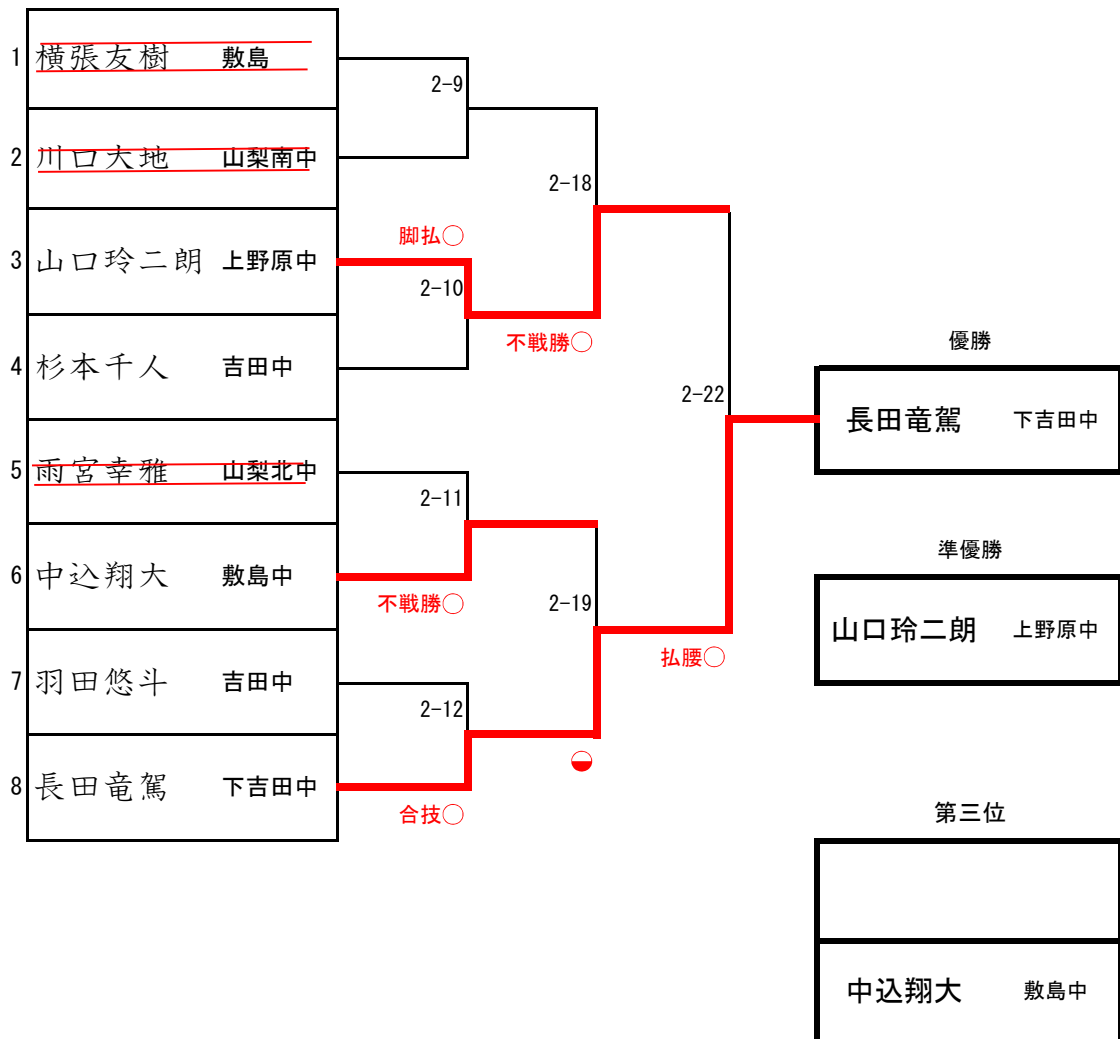 1 横張友樹 敷島
2-9
2 川口大地 山梨南中
2-18
脚払○
3 山口玲二朗 上野原中
2-10
不戦勝○
4 杉本千人 吉田中
2-22
優勝
長田竜駕 下吉田中
5 雨宮幸雅 山梨北中
2-11
準優勝
6 中込翔大 敷島中
不戦勝○
2-19
山口玲二朗 上野原中
払腰○
7 羽田悠斗 吉田中
2-12
8 長田竜駕 下吉田中
合技○
第三位
中込翔大 敷島中